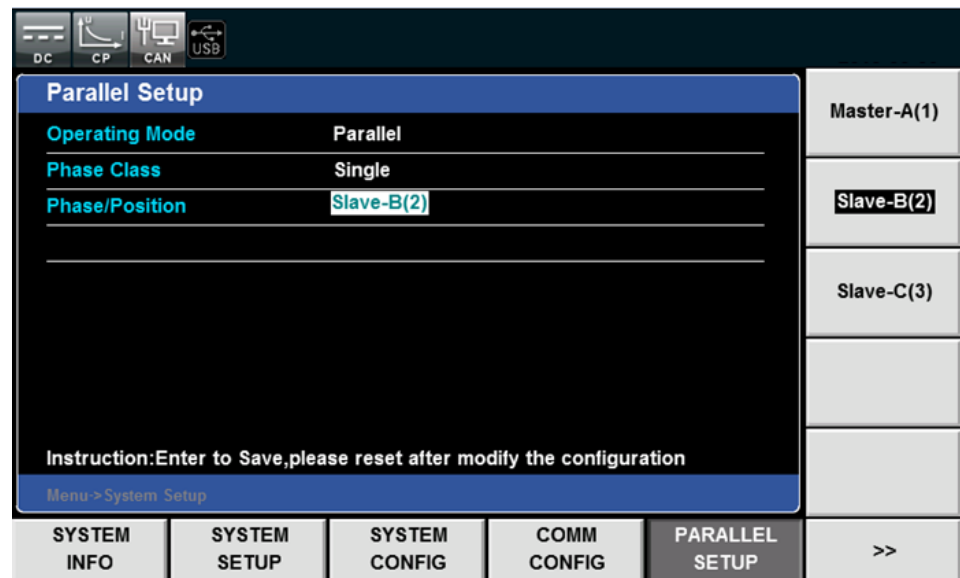 DC CP CAN USB
Parallel Setup
Operating Mode Parallel
Phase Class Single
Phase/Position Slave-B(2)
Instruction:Enter to Save,please reset after modify the configuration
Menu->System Setup
Master-A(1)
Slave-B(2)
Slave-C(3)
SYSTEM INFO
SYSTEM SETUP
SYSTEM CONFIG
COMM CONFIG
PARALLEL SETUP
>>